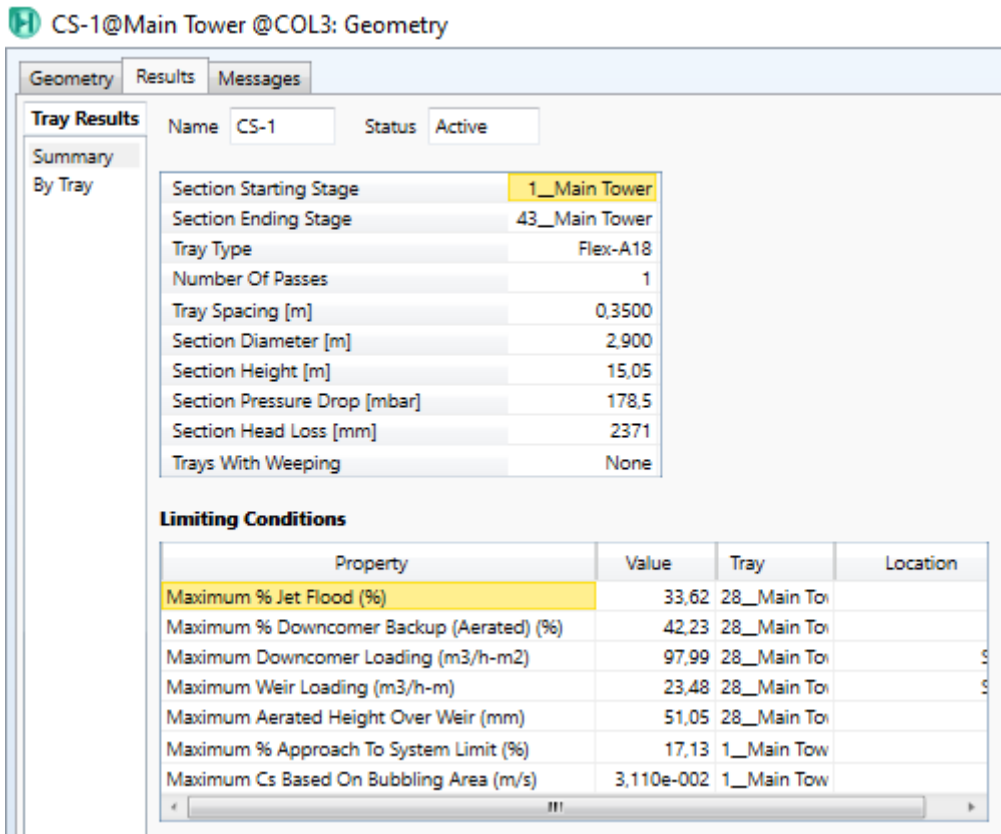 CS-1@Main Tower @COL3: Geometry
Geometry Results Messages
Tray Results Name CS-1 Status Active
Summary
By Tray
Section Starting Stage 1__Main Tower
Section Ending Stage 43__Main Tower
Tray Type Flex-A18
Number Of Passes 1
Tray Spacing [m] 0,3500
Section Diameter [m] 2,900
Section Height [m] 15,05
Section Pressure Drop [mbar] 178,5
Section Head Loss [mm] 2371
Trays With Weeping None
Limiting Conditions
Property Value Tray Location
Maximum % Jet Flood (%) 33,62 28__Main To
Maximum % Downcomer Backup (Aerated) (%) 42,23 28__Main To
Maximum Downcomer Loading (m3/h-m2) 97,99 28__Main To S
Maximum Weir Loading (m3/h-m) 23,48 28__Main To S
Maximum Aerated Height Over Weir (mm) 51,05 28__Main To
Maximum % Approach To System Limit (%) 17,13 1__Main Tow
Maximum Cs Based On Bubbling Area (m/s) 3,110e-002 1__Main Tow